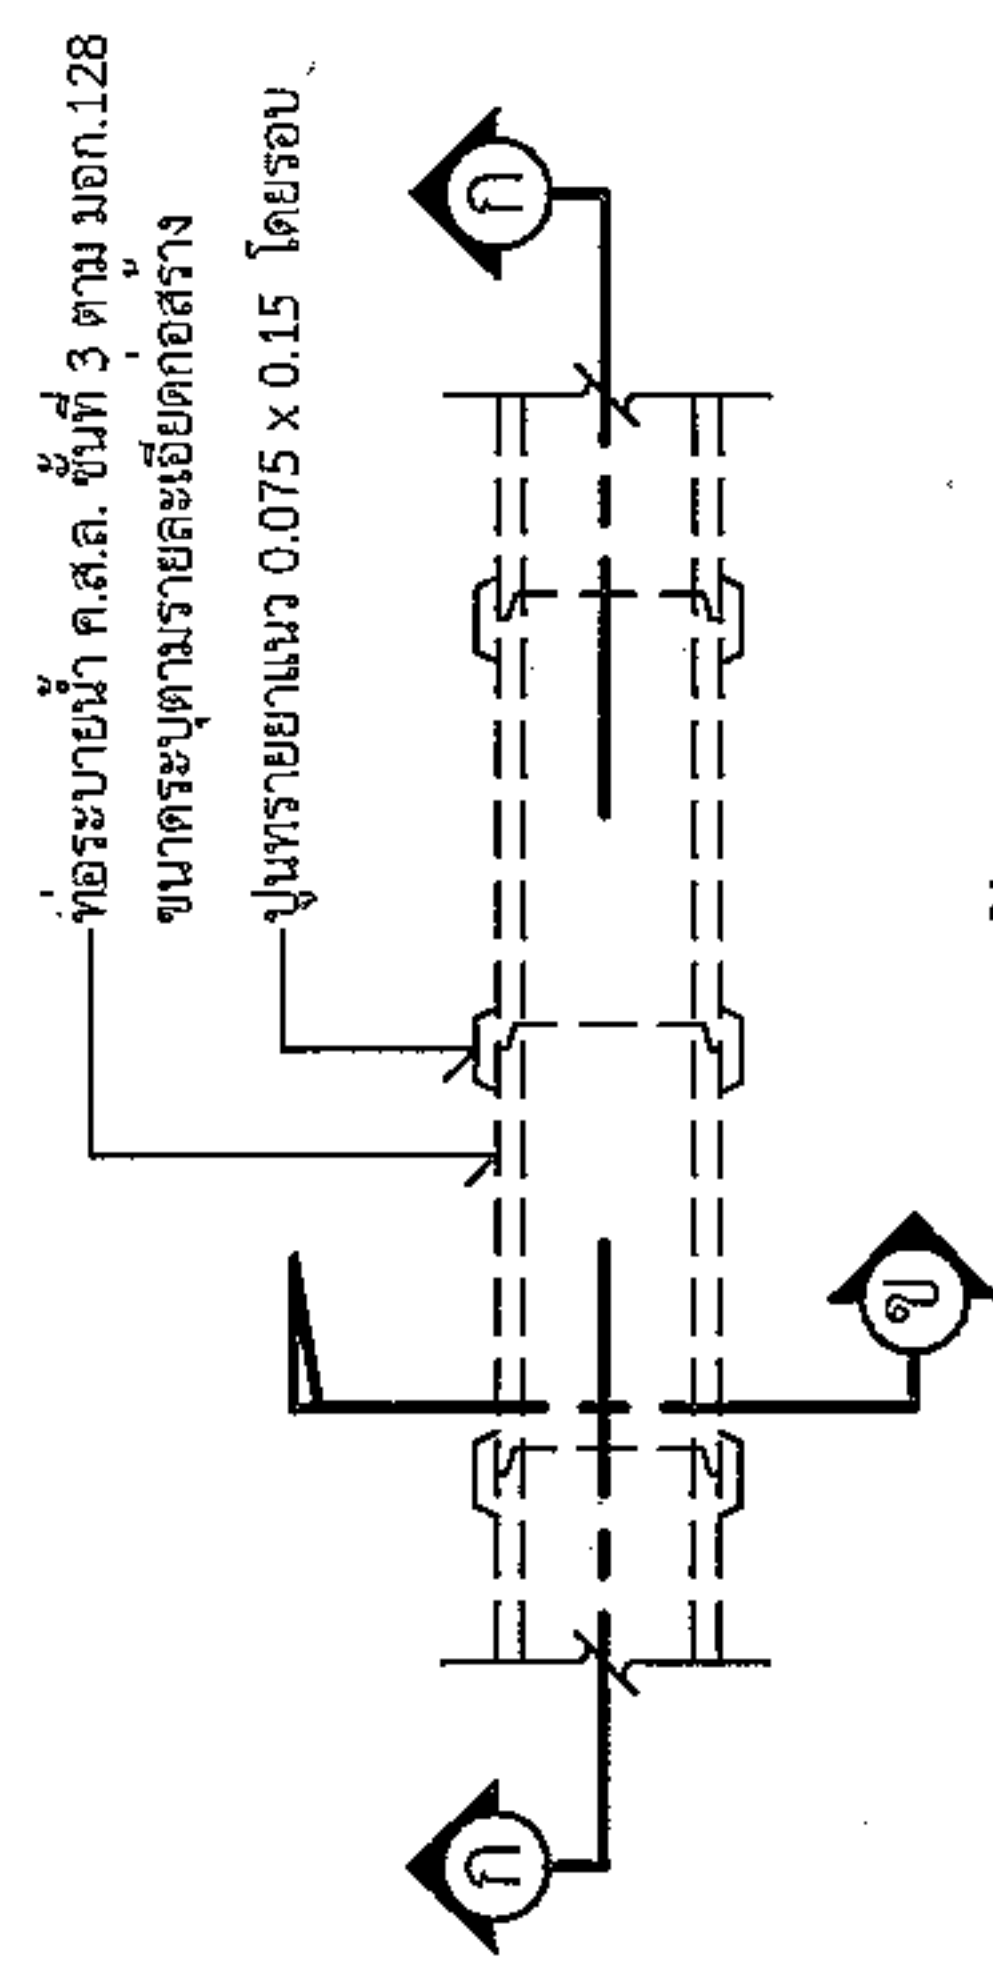 ท่อระบายน้ำ ค.ส.ล. ชั้นที่ 3 ตาม มอก.128
ขนาดระบุตามรายละเอียดก่อสร้าง
ปูนทรายยาแนว 0.075 x 0.15 โดยรอบ
ก
ก
ข